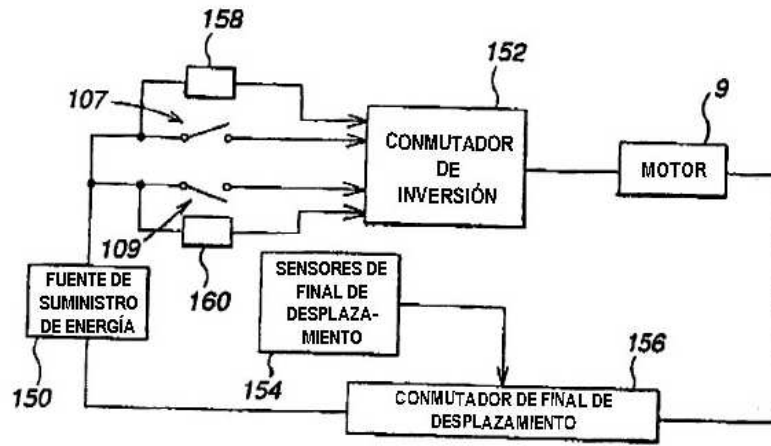 158
152
107
9
CONMUTADOR
DE
INVERSIÓN
MOTOR
109
160
FUENTE DE
SUMINISTRO
DE ENERGÍA
SENSORES DE
FINAL DE
DESPLAZA-
MIENTO
150
154
156
CONMUTADOR DE FINAL DE
DESPLAZAMIENTO